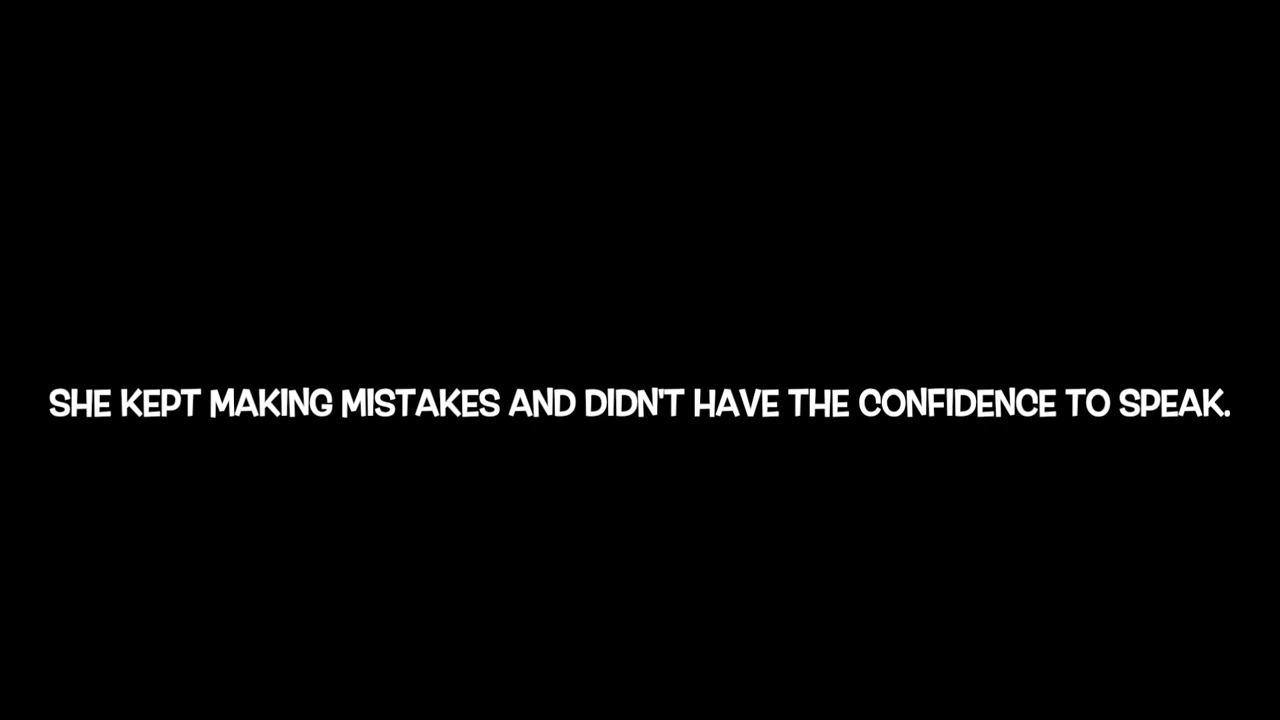 SHE KEPT MAKING MISTAKES AND DIDN'T HAVE THE CONFIDENCE TO SPEAK.